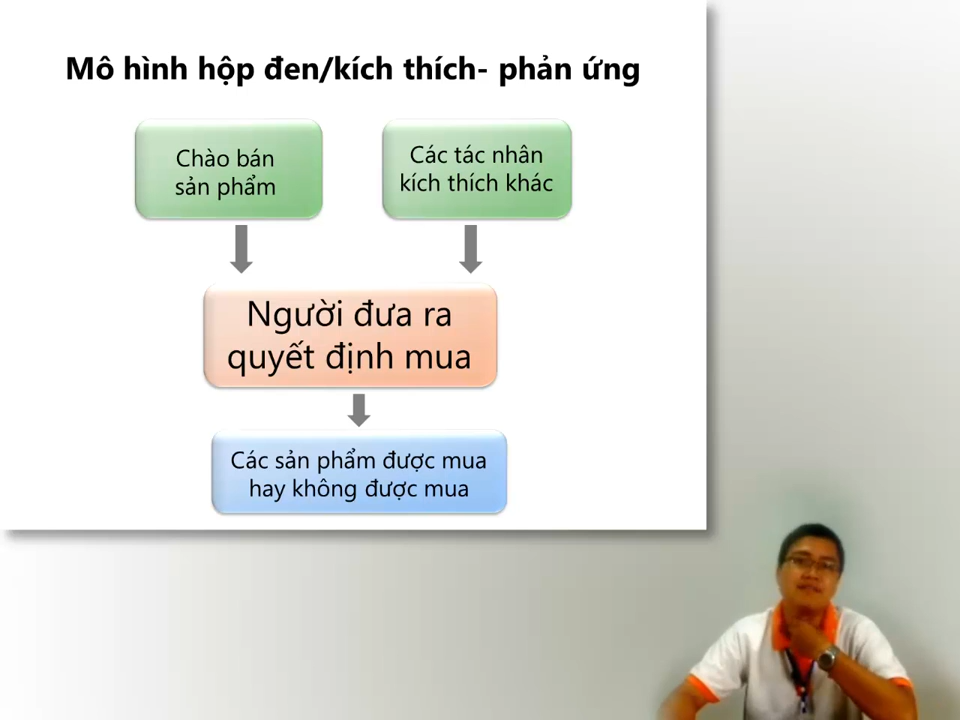 Mô hình hộp đen/kích thích- phản ứng
Chào bán
sản phẩm
Các tác nhân
kích thích khác
Người đưa ra
quyết định mua
Các sản phẩm được mua
hay không được mua